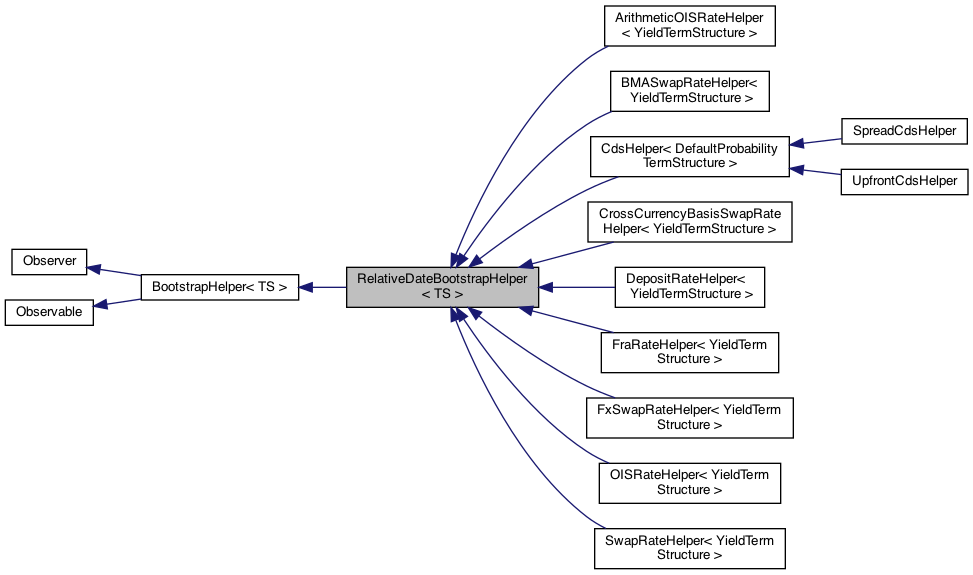 ArithmeticOISRateHelper
< YieldTermStructure >
BMASwapRateHelper<
YieldTermStructure >
CdsHelper< DefaultProbability
TermStructure >
SpreadCdsHelper
UpfrontCdsHelper
CrossCurrencyBasisSwapRate
Helper< YieldTermStructure >
Observer
BootstrapHelper< TS >
Observable
RelativeDateBootstrapHelper
< TS >
DepositRateHelper<
YieldTermStructure >
FraRateHelper< YieldTerm
Structure >
FxSwapRateHelper< YieldTerm
Structure >
OISRateHelper< YieldTerm
Structure >
SwapRateHelper< YieldTerm
Structure >